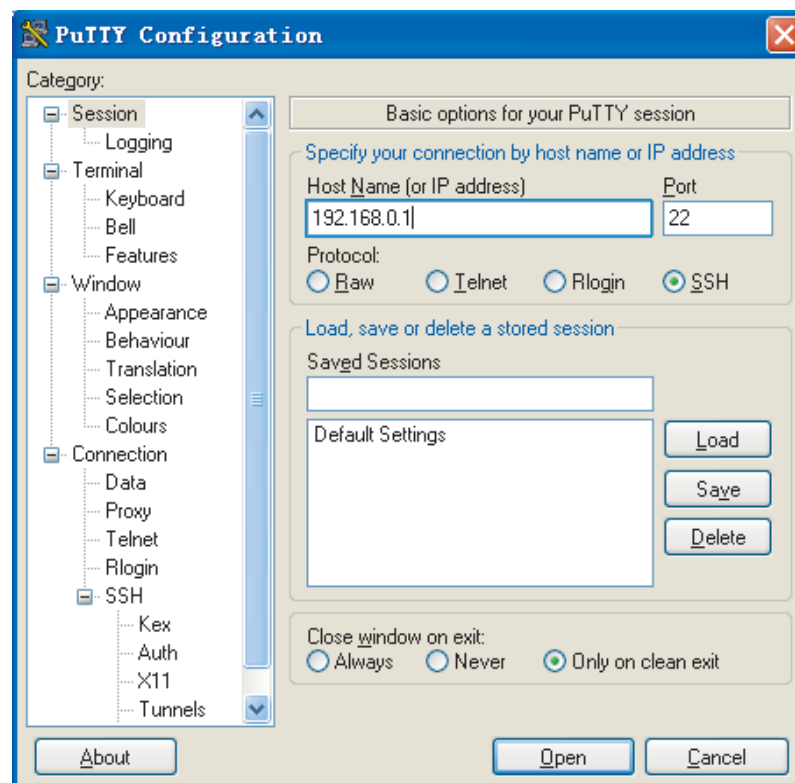 PuTTY Configuration
Category:
Session
Logging
Terminal
Keyboard
Bell
Features
Window
Appearance
Behaviour
Translation
Selection
Colours
Connection
Data
Proxy
Telnet
Rlogin
SSH
Kex
Auth
X11
Tunnels
Basic options for your PuTTY session
Specify your connection by host name or IP address
Host Name (or IP address) Port
192.168.0.1 22
Protocol:
Raw Telnet Rlogin SSH
Load, save or delete a stored session
Saved Sessions
Default Settings
Load
Save
Delete
Close window on exit:
Always Never Only on clean exit
About Open Cancel